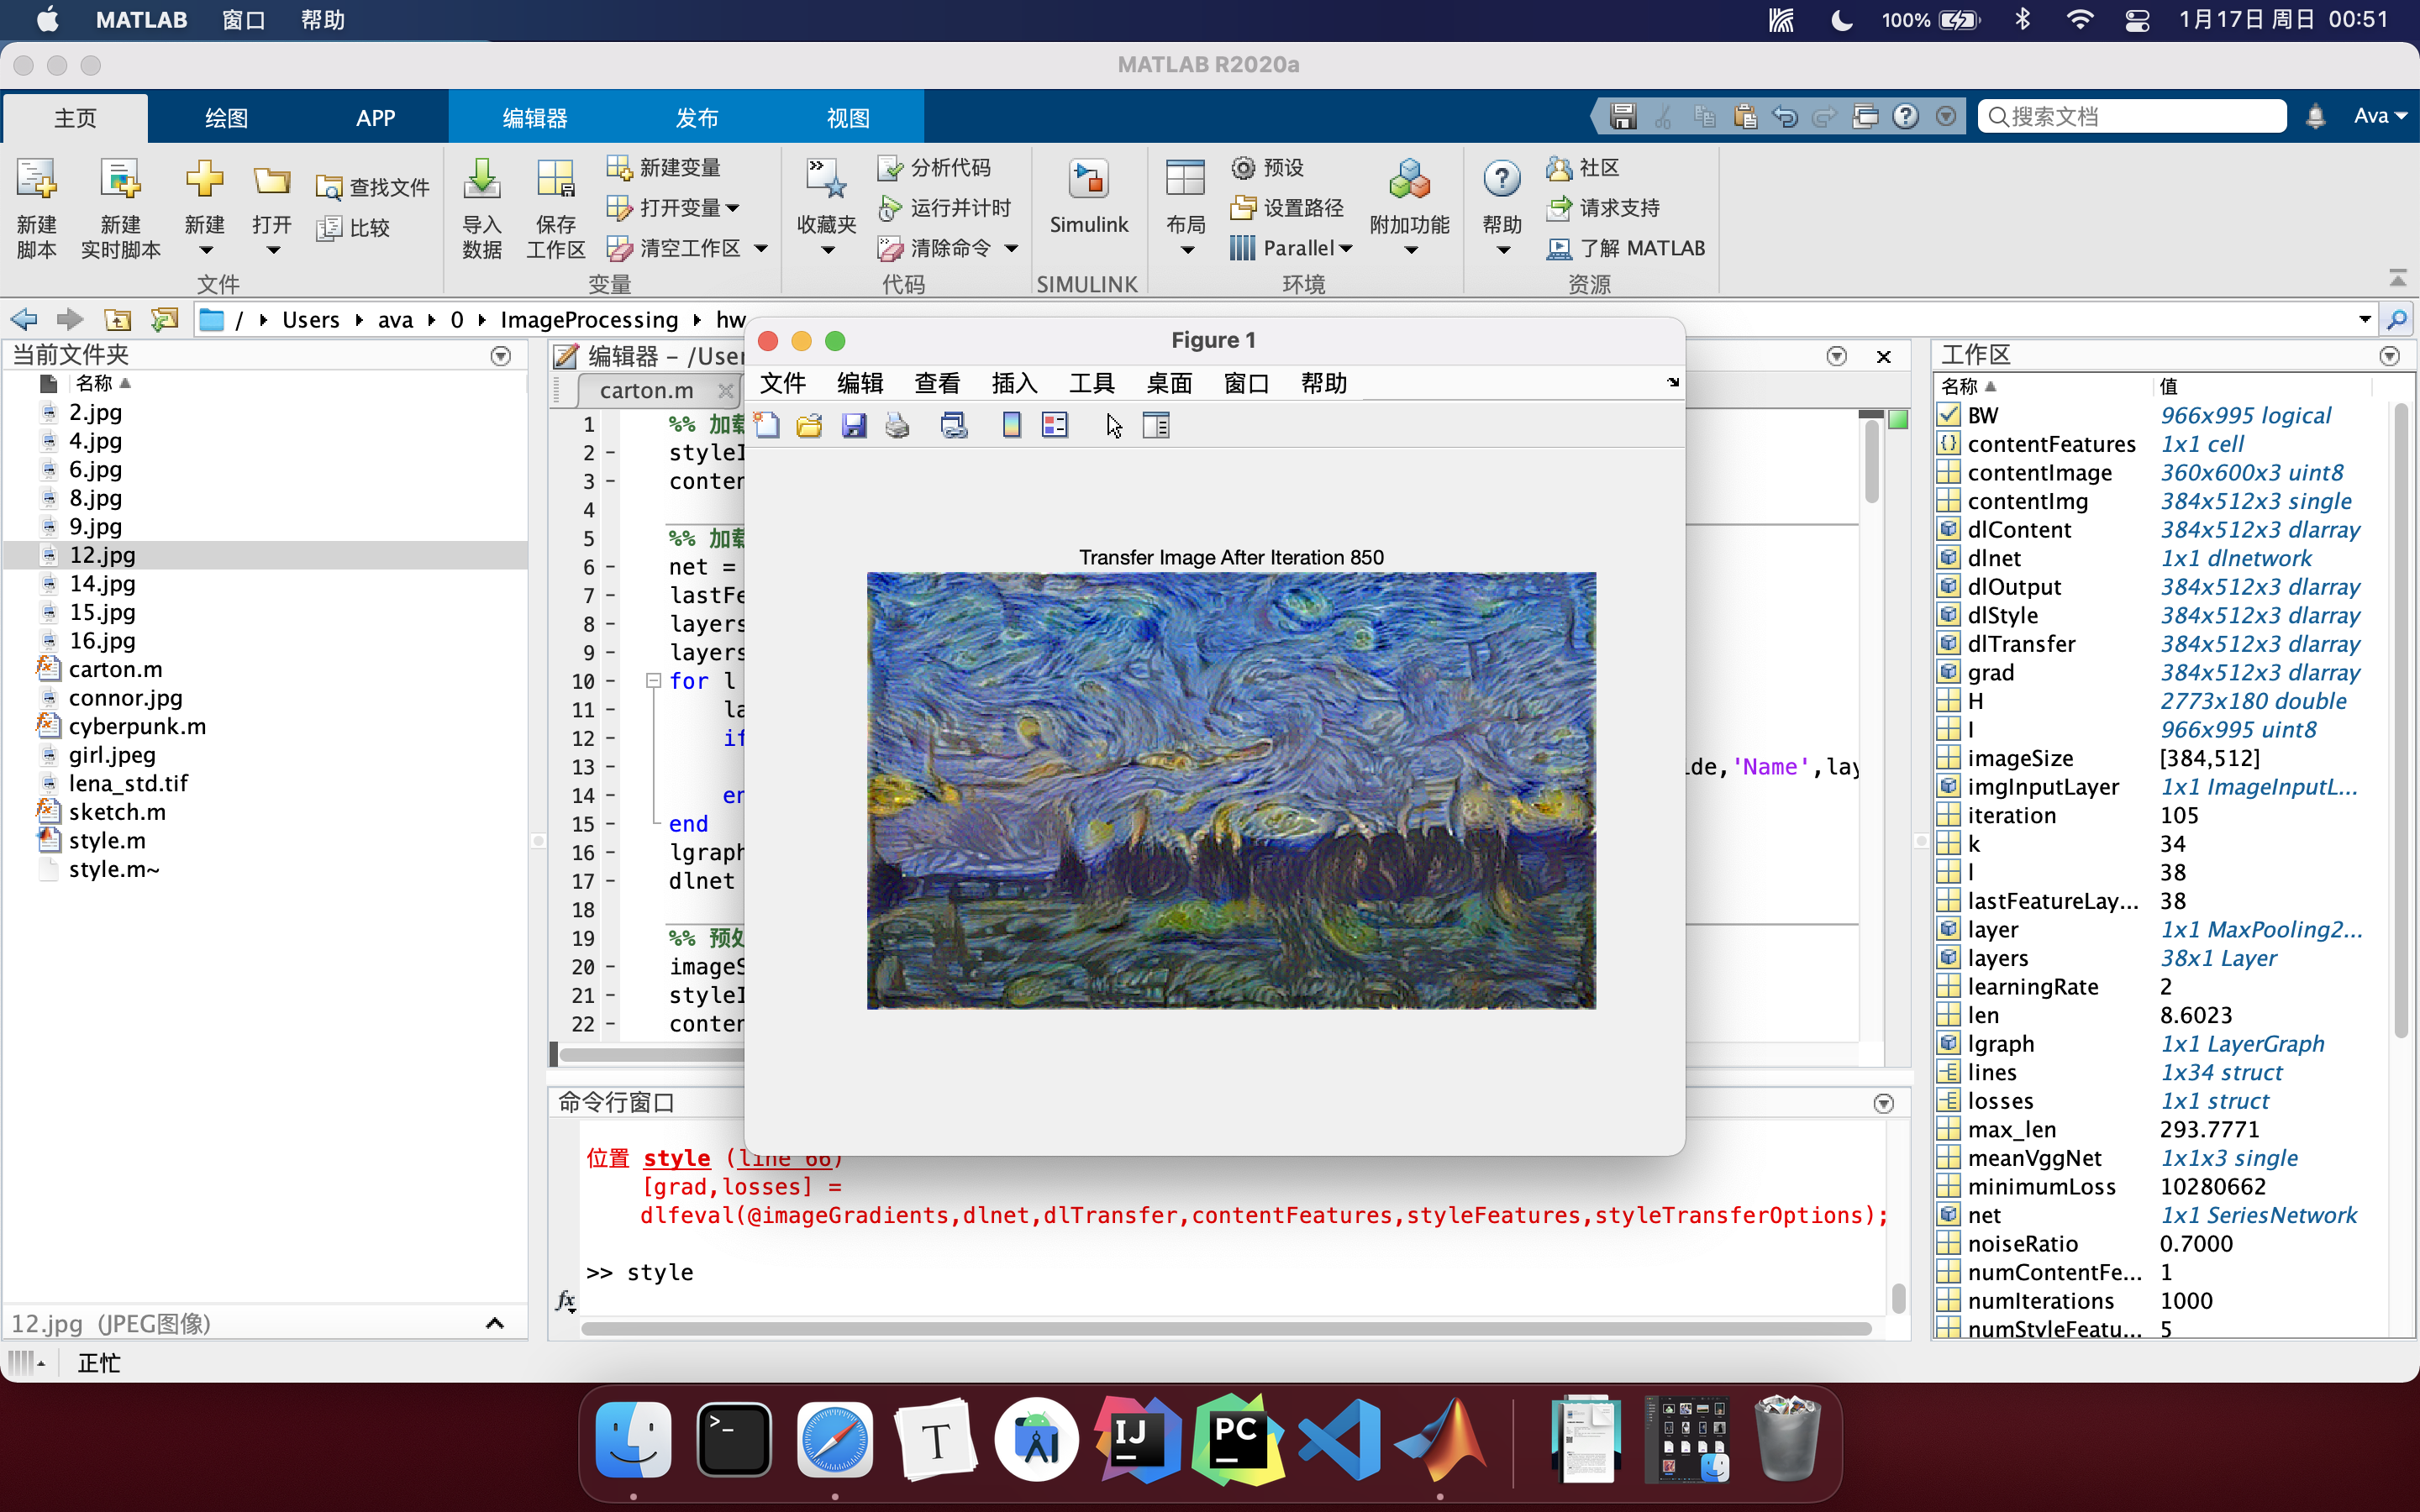 MATLAB 窗口 帮助 100% 1月17日 周日 00:51
MATLAB R2020a
主页 绘图 APP 编辑器 发布 视图 搜索文档 Ava
新建脚本 新建实时脚本 新建 打开 查找文件 比较
文件
导入数据 保存工作区 新建变量 打开变量 清空工作区
变量
收藏夹 分析代码 运行并计时 清除命令
代码
Simulink
SIMULINK
布局 预设 设置路径 Parallel 附加功能
环境
帮助 社区 请求支持 了解 MATLAB
资源
/ Users ava 0 ImageProcessing hw
当前文件夹
名称
2.jpg
4.jpg
6.jpg
8.jpg
9.jpg
12.jpg
14.jpg
15.jpg
16.jpg
carton.m
connor.jpg
cyberpunk.m
girl.jpeg
lena_std.tif
sketch.m
style.m
style.m~
12.jpg (JPEG图像)
正忙
编辑器 – /User
carton.m
1 %% 加载
2 – styleI
3 – conten
4
5 %% 加载
6 – net =
7 – lastFe
8 – layers
9 – layers
10 – for l
11 – la
12 – if
13 – ide,'Name',lay
14 – en
15 – end
16 – lgraph
17 – dlnet
18
19 %% 预处
20 – imageS
21 – styleI
22 – conten
Figure 1
文件 编辑 查看 插入 工具 桌面 窗口 帮助
Transfer Image After Iteration 850
命令行窗口
位置 style (line 66)
[grad,losses] =
dlfeval(@imageGradients,dlnet,dlTransfer,contentFeatures,styleFeatures,styleTransferOptions);
>> style
fx
工作区
名称 值
BW 966x995 logical
contentFeatures 1x1 cell
contentImage 360x600x3 uint8
contentImg 384x512x3 single
dlContent 384x512x3 dlarray
dlnet 1x1 dlnetwork
dlOutput 384x512x3 dlarray
dlStyle 384x512x3 dlarray
dlTransfer 384x512x3 dlarray
grad 384x512x3 dlarray
H 2773x180 double
I 966x995 uint8
imageSize [384,512]
imgInputLayer 1x1 ImageInputL...
iteration 105
k 34
l 38
lastFeatureLay... 38
layer 1x1 MaxPooling2...
layers 38x1 Layer
learningRate 2
len 8.6023
lgraph 1x1 LayerGraph
lines 1x34 struct
losses 1x1 struct
max_len 293.7771
meanVggNet 1x1x3 single
minimumLoss 10280662
net 1x1 SeriesNetwork
noiseRatio 0.7000
numContentFe... 1
numIterations 1000
numStyleFeatu... 5
>_ T IJ PC